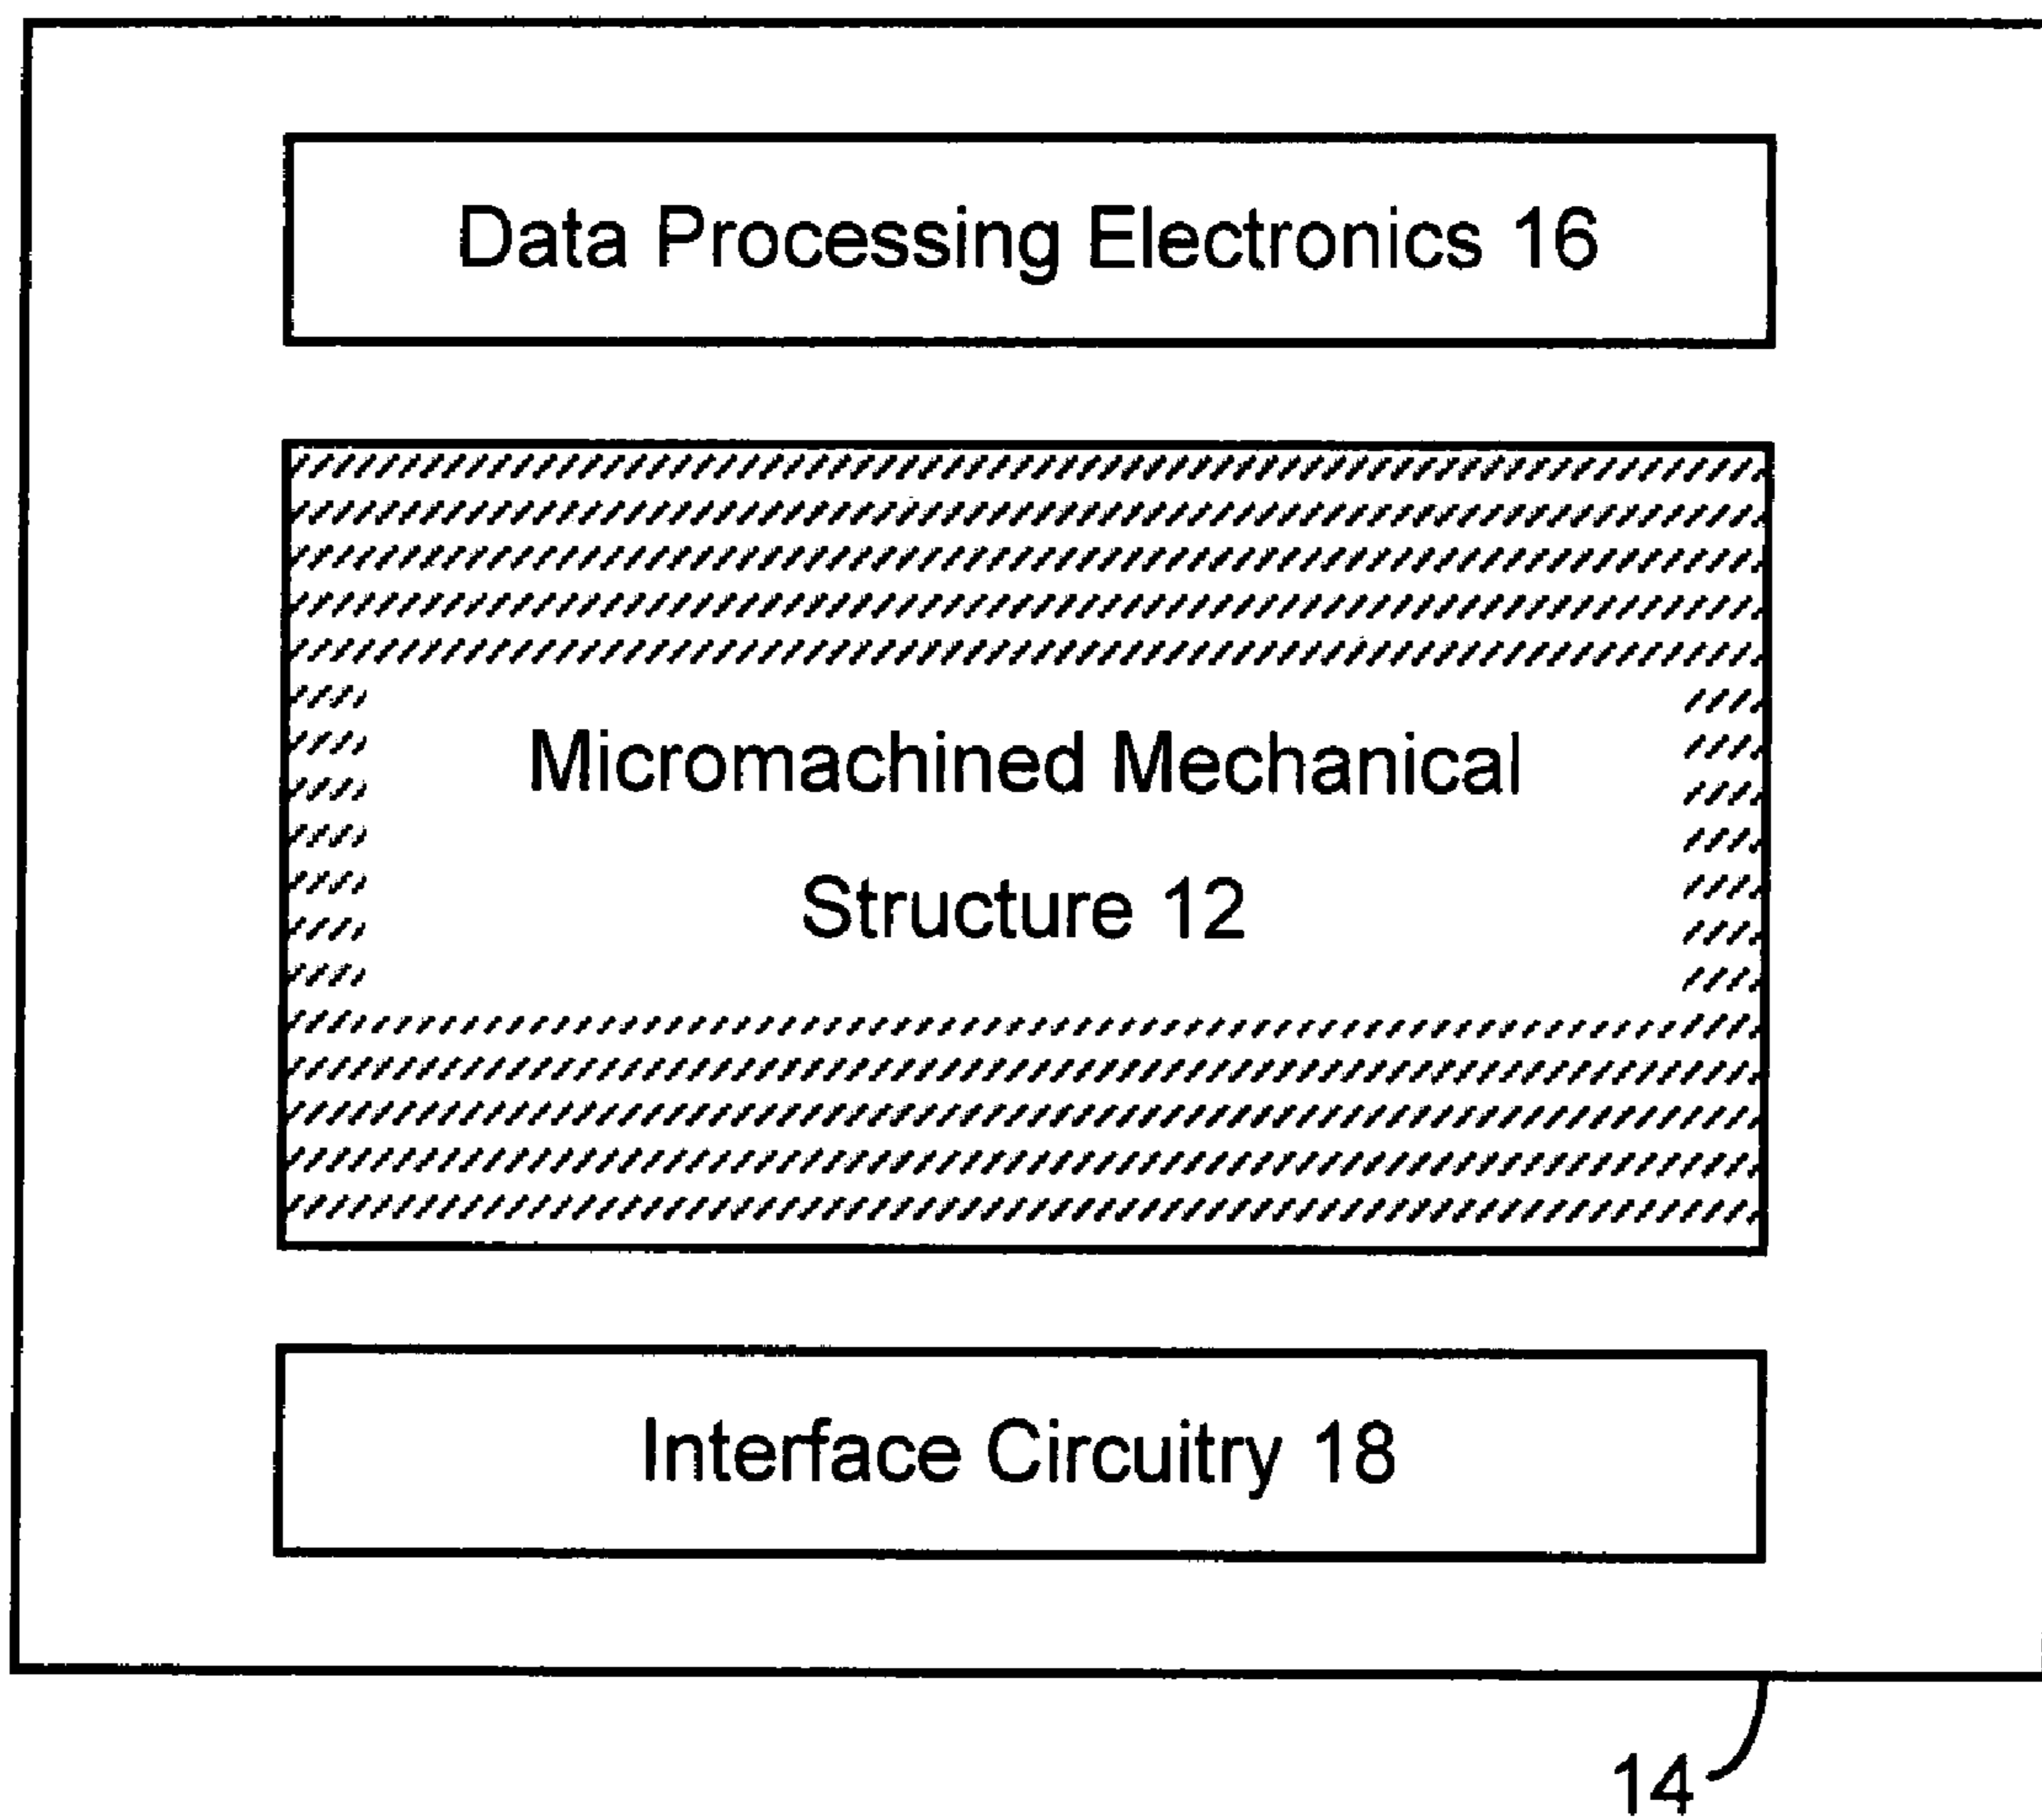 Data Processing Electronics 16
Micromachined Mechanical
Structure 12
Interface Circuitry 18
14